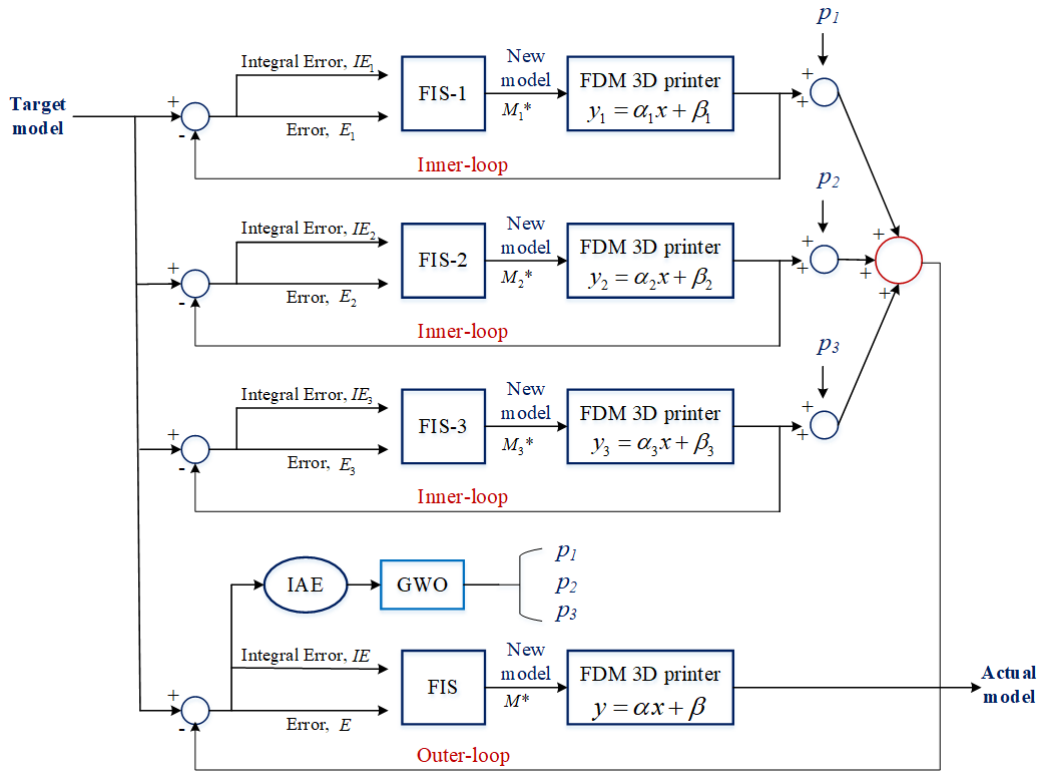 p₁
Integral Error, IE₁
New
model
M₁*
FIS-1
FDM 3D printer
y₁ = α₁x + β₁
Target
model
+
-
+
+
Error, E₁
Inner-loop
p₂
Integral Error, IE₂
New
model
M₂*
FIS-2
FDM 3D printer
y₂ = α₂x + β₂
+
-
+
+
+
+
+
Error, E₂
Inner-loop
p₃
Integral Error, IE₃
New
model
M₃*
FIS-3
FDM 3D printer
y₃ = α₃x + β₃
+
-
+
+
Error, E₃
Inner-loop
IAE
GWO
p₁
p₂
p₃
Integral Error, IE
New
model
M*
FIS
FDM 3D printer
y = αx + β
Actual
model
+
-
Error, E
Outer-loop